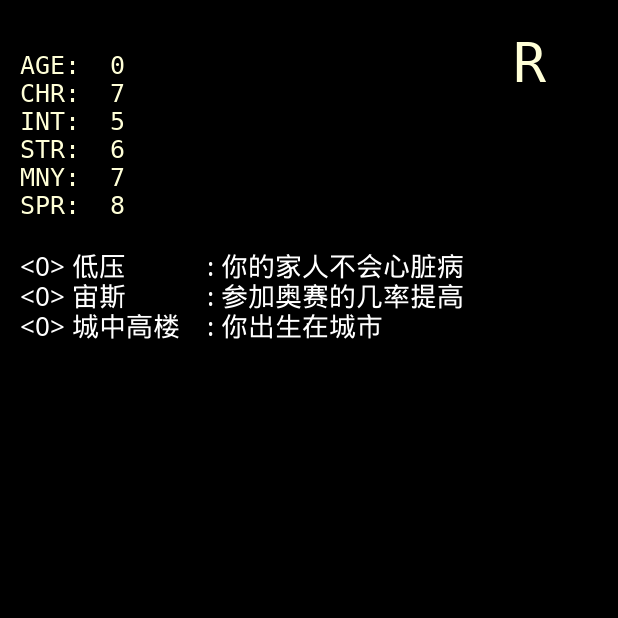 R
AGE: 0
CHR: 7
INT: 5
STR: 6
MNY: 7
SPR: 8
<O> 低压 : 你的家人不会心脏病
<O> 宙斯 : 参加奥赛的几率提高
<O> 城中高楼 : 你出生在城市